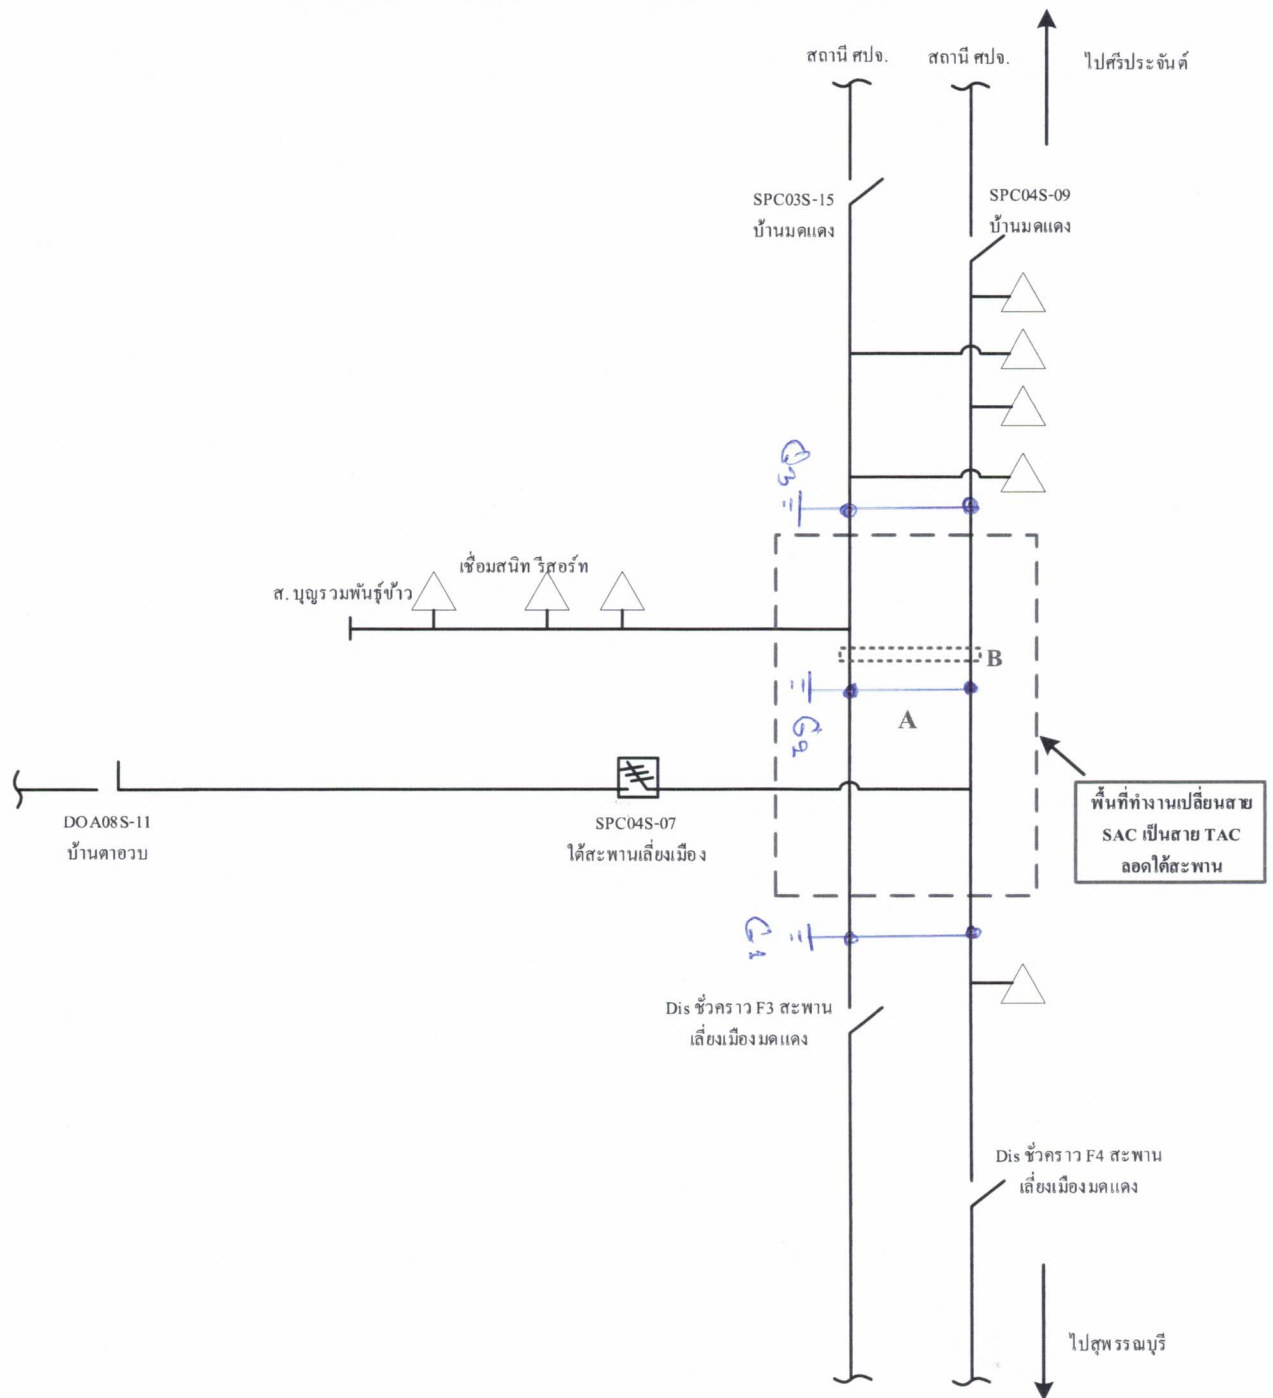 สถานี ศปจ.
สถานี ศปจ.
ไปศรีประจันต์
SPC03S-15
บ้านมดแดง
SPC04S-09
บ้านมดแดง
G3
เชื่อมสนิท รีสอร์ท
ส. บุญรวมพันธุ์ข้าว
B
A
G2
DOA08S-11
บ้านตาอวบ
SPC04S-07
ใต้สะพานเลี่ยงเมือง
พื้นที่ทำงานเปลี่ยนสาย
SAC เป็นสาย TAC
ลอดใต้สะพาน
G1
Dis ชั่วคราว F3 สะพาน
เลี่ยงเมืองมดแดง
Dis ชั่วคราว F4 สะพาน
เลี่ยงเมืองมดแดง
ไปสุพรรณบุรี